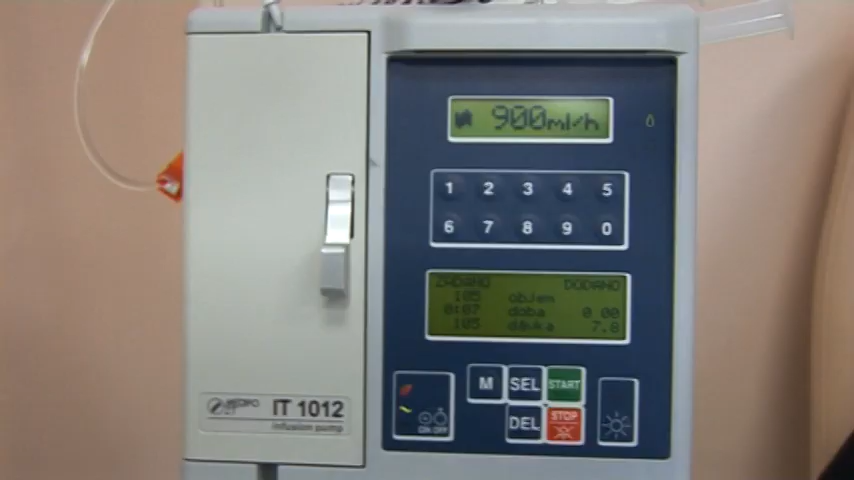 900ml/h
1 2 3 4 5
6 7 8 9 0
ZADANO DODANO
105 objem
0:07 doba 0 00
105 dávka 7.8
M SEL START
DEL STOP
ON OFF
MEDIPO
IT 1012
infusion pump